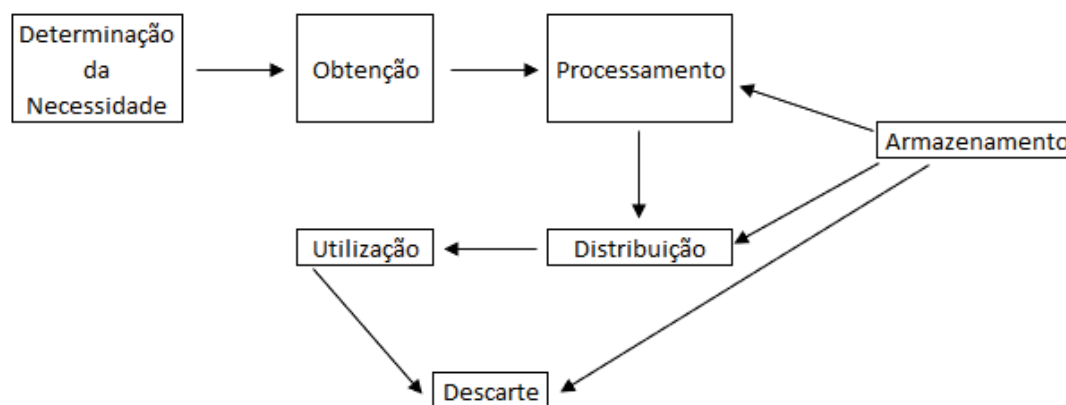 Determinação
da
Necessidade
Obtenção
Processamento
Armazenamento
Utilização
Distribuição
Descarte